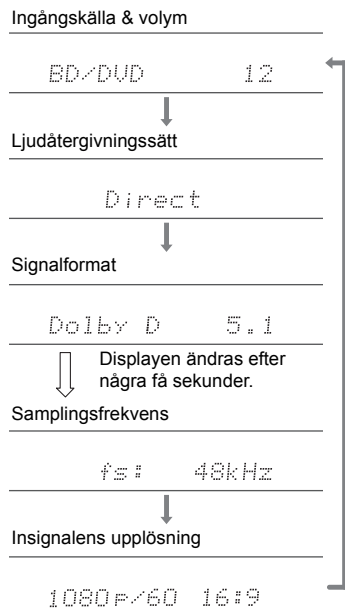 Ingångskälla & volym
BD/DVD 12
Ljudåtergivningssätt
Direct
Signalformat
Dolby D 5.1
Displayen ändras efter
några få sekunder.
Samplingsfrekvens
fs: 48kHz
Insignalens upplösning
1080p/60 16:9